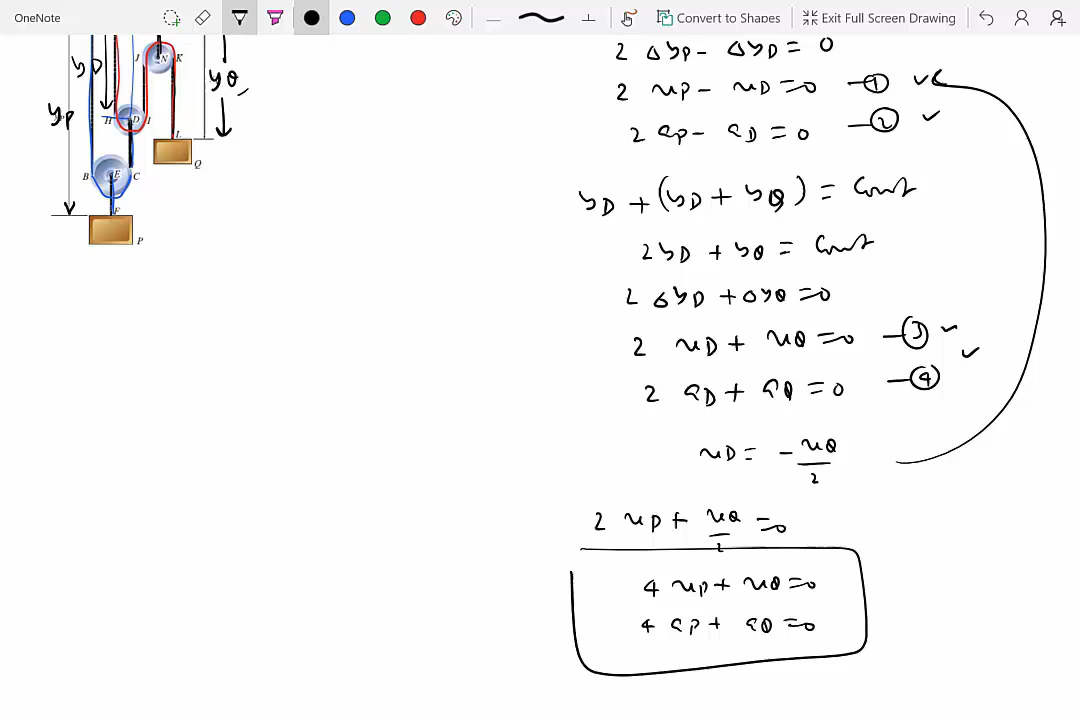 OneNote
Convert to Shapes
Exit Full Screen Drawing
yP
yD
yQ,
J
N
K
H
D
I
L
Q
B
E
C
F
P
2 ΔyP - ΔyD = 0
2 vP - vD = 0 —①
2 aP - aD = 0 —②
yD + (yD + yQ) = Const
2yD + yQ = Const
2 ΔyD + ΔyQ = 0
2 vD + vQ = 0 —③
2 aD + aQ = 0 —④
vD = - vQ/2
2 vP + vQ/2 = 0
4 vP + vQ = 0
4 aP + aQ = 0